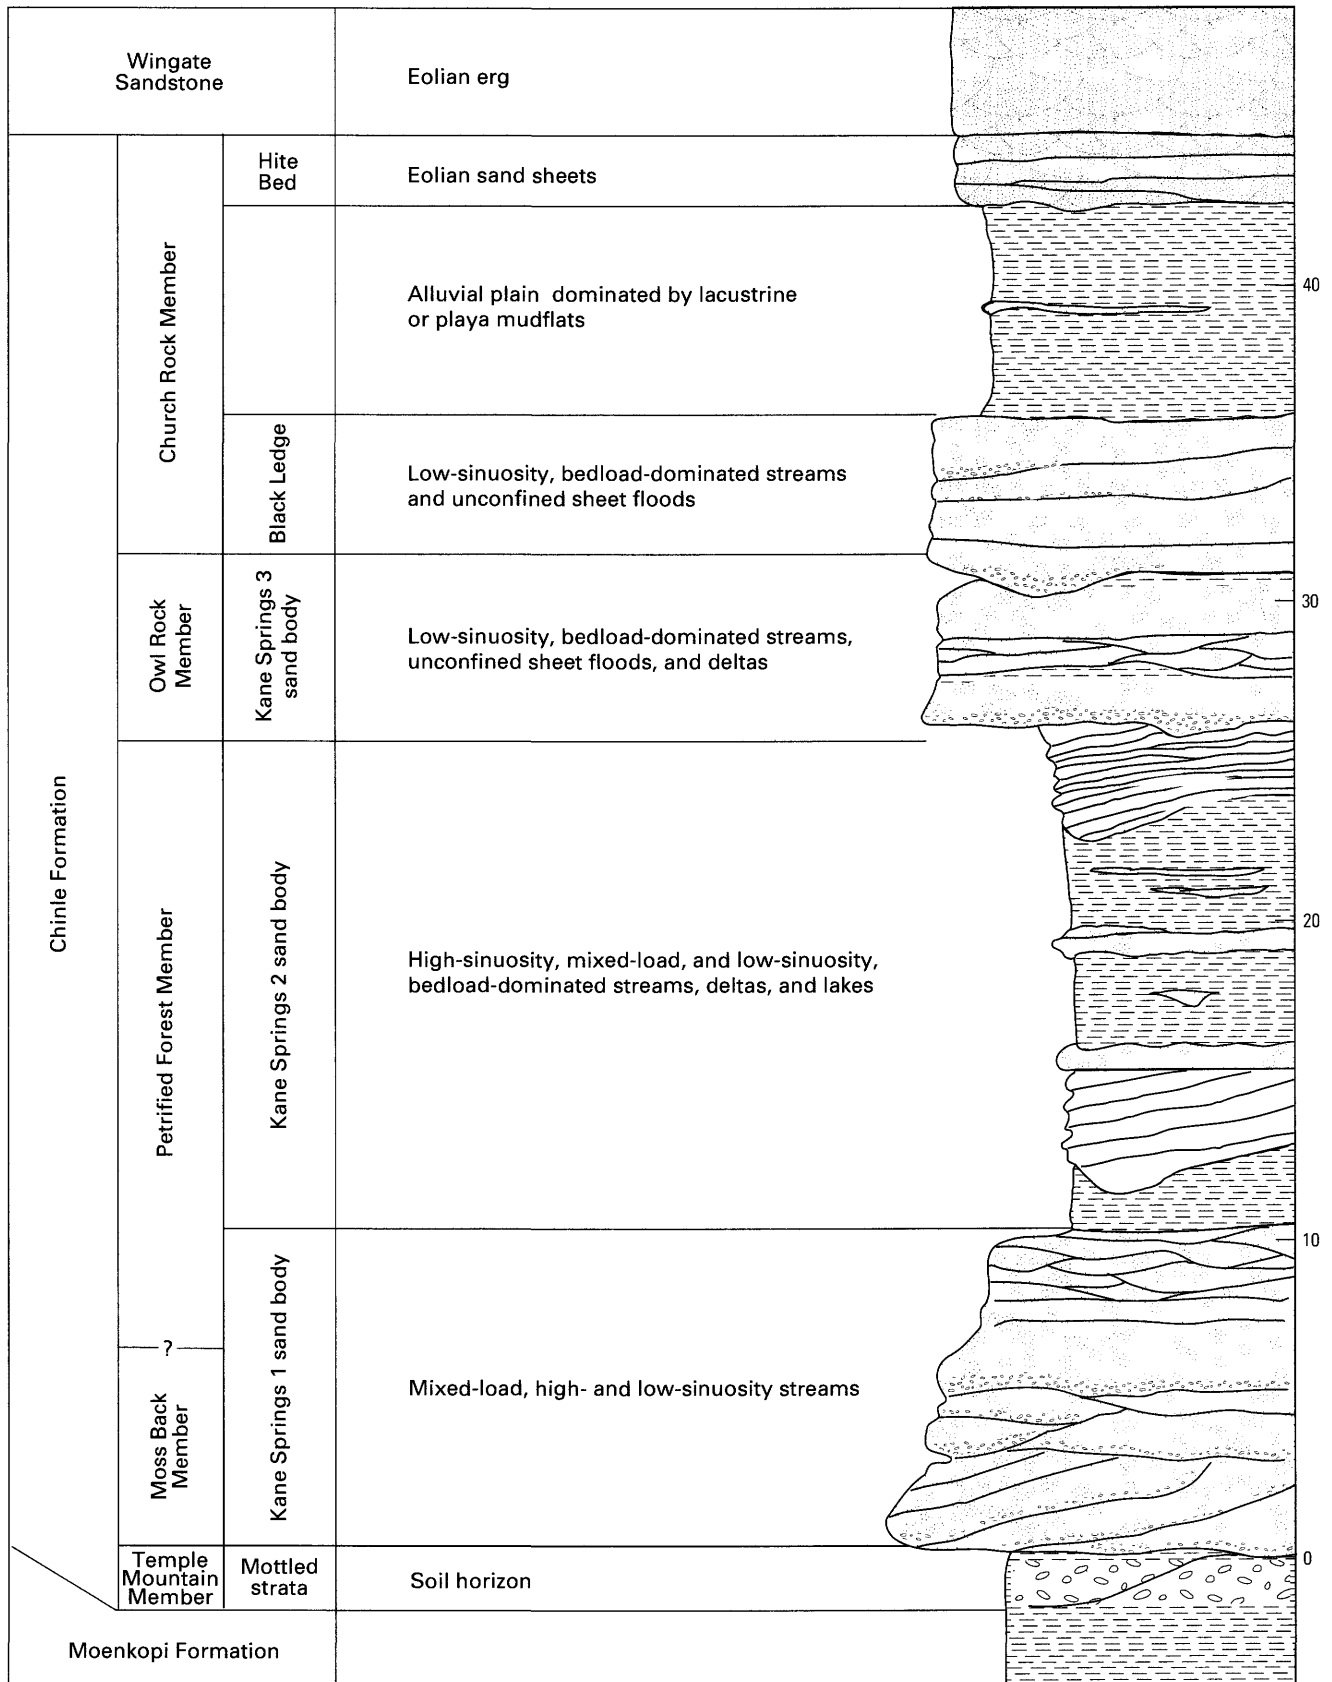 Wingate
Sandstone
Eolian erg
Chinle Formation
Church Rock Member
Hite
Bed
Eolian sand sheets
Alluvial plain dominated by lacustrine
or playa mudflats
40
Black Ledge
Low-sinuosity, bedload-dominated streams
and unconfined sheet floods
Owl Rock
Member
Kane Springs 3
sand body
Low-sinuosity, bedload-dominated streams,
unconfined sheet floods, and deltas
30
Petrified Forest Member
Kane Springs 2 sand body
High-sinuosity, mixed-load, and low-sinuosity,
bedload-dominated streams, deltas, and lakes
20
10
?
Moss Back
Member
Kane Springs 1 sand body
Mixed-load, high- and low-sinuosity streams
0
Temple
Mountain
Member
Mottled
strata
Soil horizon
Moenkopi Formation